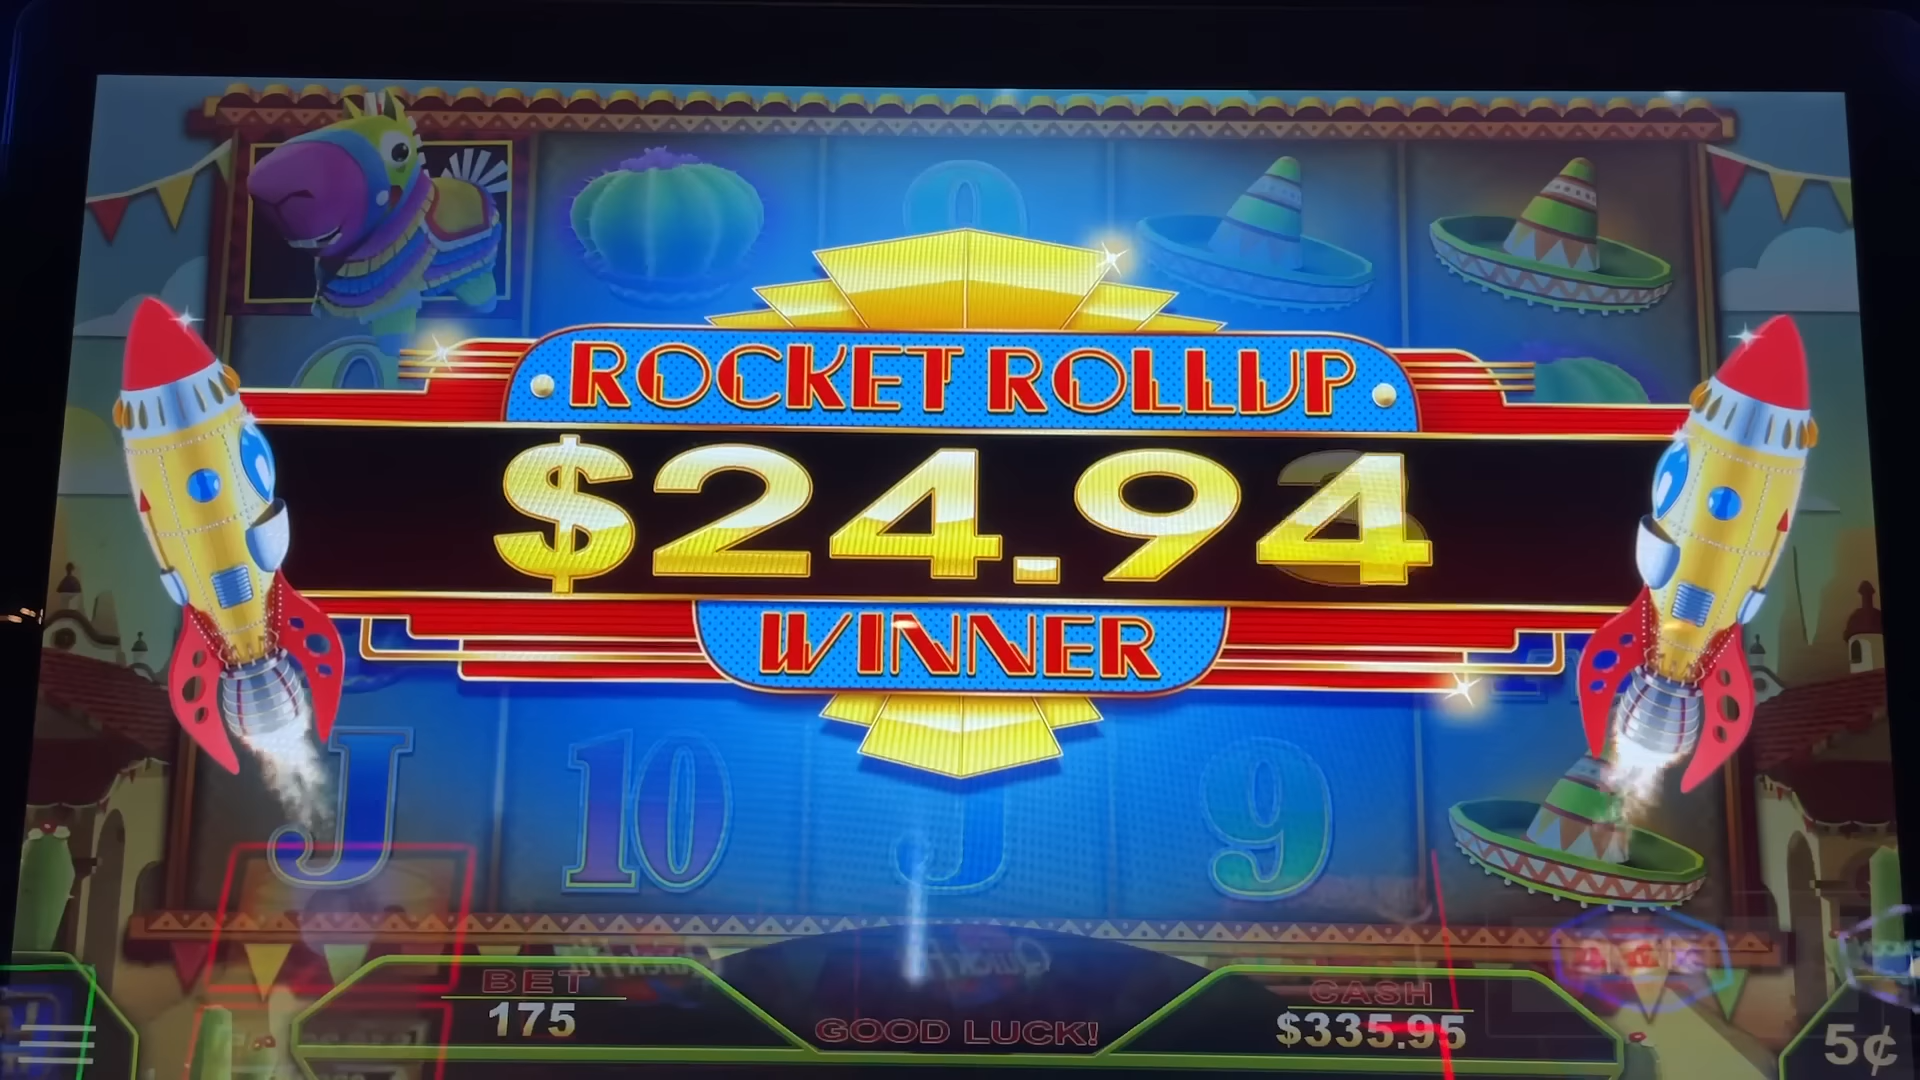 ROCKET ROLLUP
$24.94
WINNER
J 10 J 9
BET
175
GOOD LUCK!
CASH
$335.95
5¢